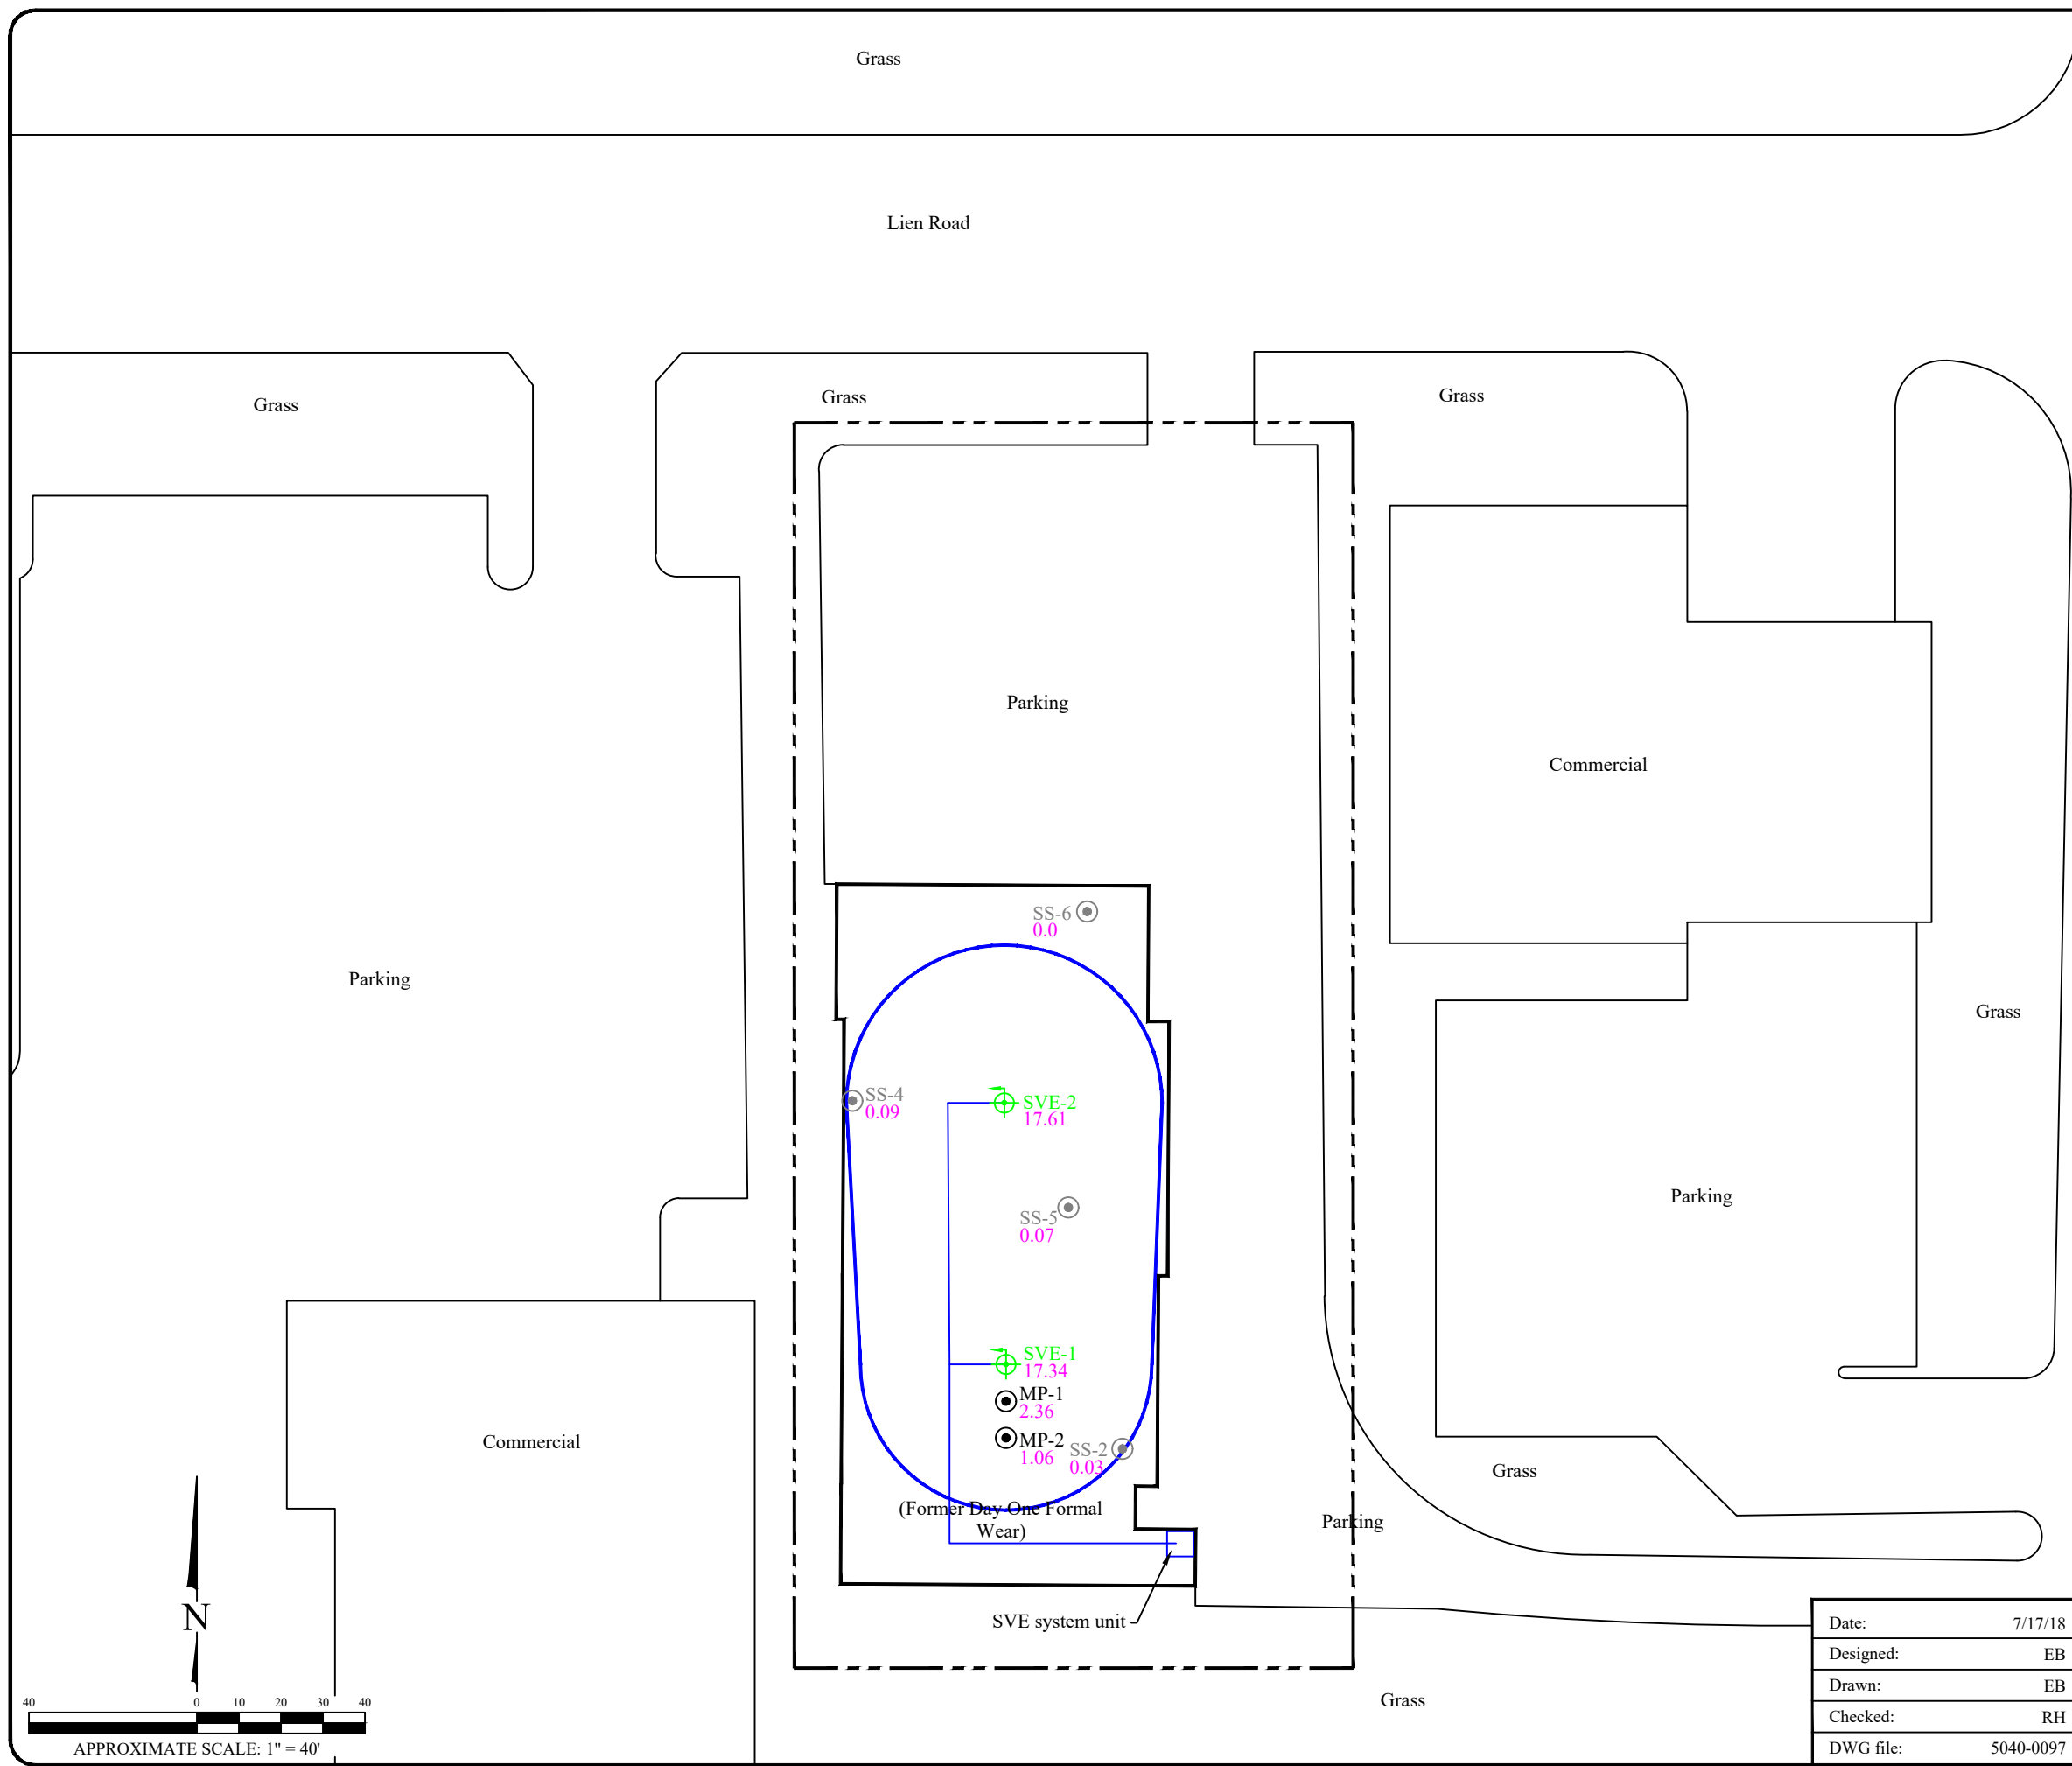 Grass
Lien Road
Grass
Grass
Grass
Parking
Commercial
SS-6
0.0
Parking
Grass
SS-4
0.09
SVE-2
17.61
Parking
SS-5
0.07
SVE-1
17.34
MP-1
2.36
MP-2
1.06
SS-2
0.03
Commercial
Grass
(Former Day One Formal
Wear)
Parking
SVE system unit
N
Grass
40 0 10 20 30 40
APPROXIMATE SCALE: 1" = 40'
Date: 7/17/18
Designed: EB
Drawn: EB
Checked: RH
DWG file: 5040-0097